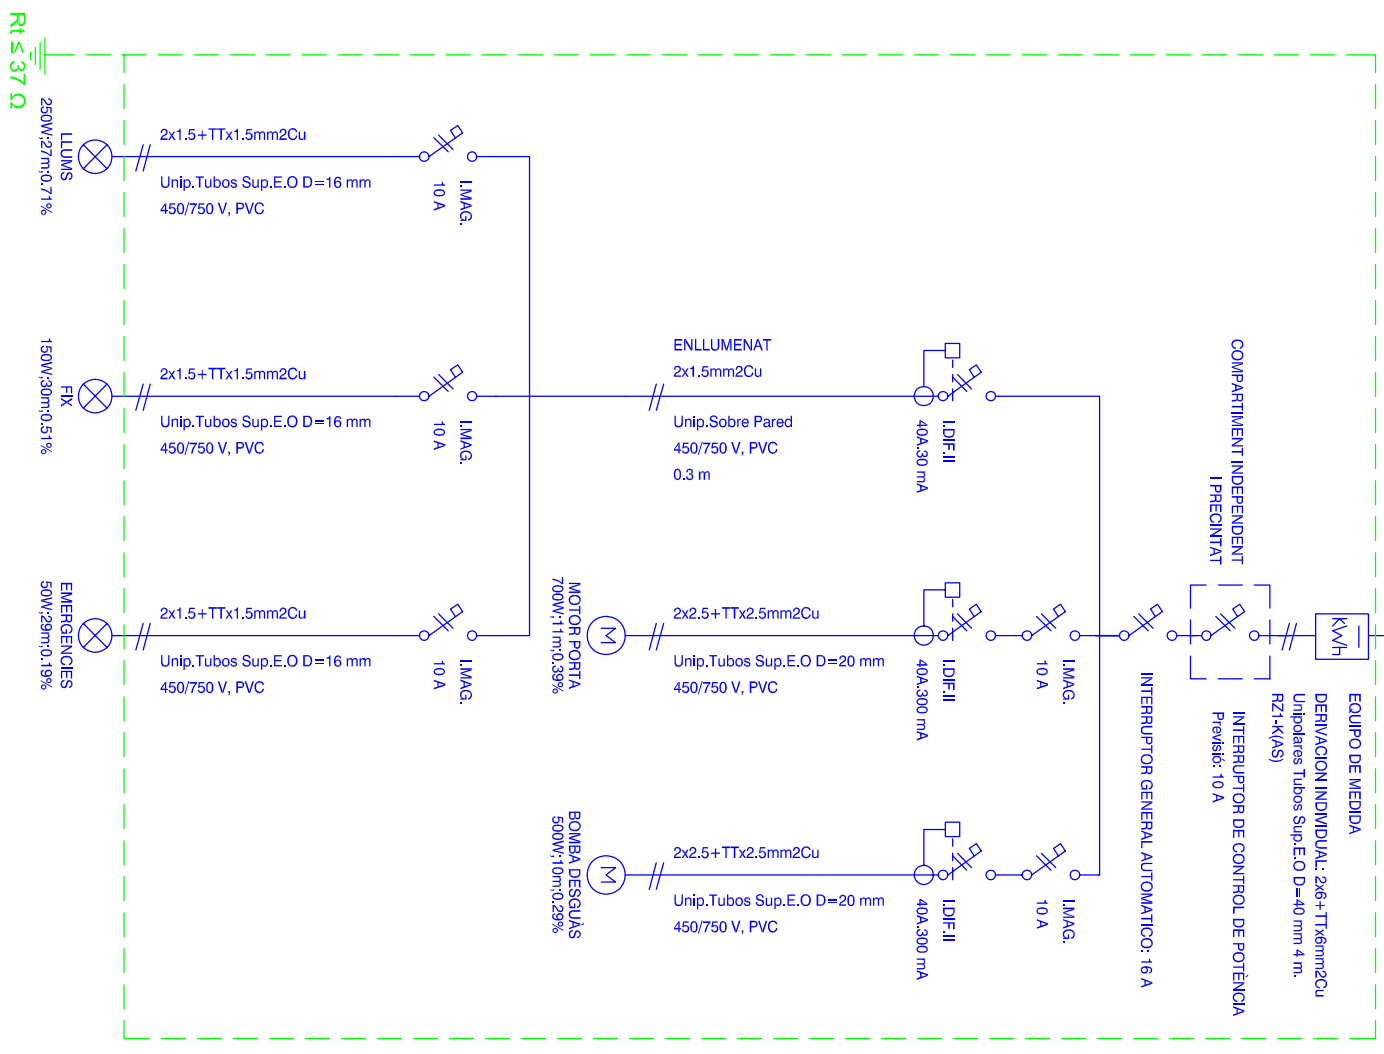 Rt ≤ 37 Ω
LLUMS
250W;27m;0.71%
2x1.5+TTx1.5mm2Cu
Unip.Tubos Sup.E.O D=16 mm
450/750 V, PVC
I.MAG.
10 A
FIX
150W;30m;0.51%
2x1.5+TTx1.5mm2Cu
Unip.Tubos Sup.E.O D=16 mm
450/750 V, PVC
I.MAG.
10 A
EMERGENCIES
50W;29m;0.19%
2x1.5+TTx1.5mm2Cu
Unip.Tubos Sup.E.O D=16 mm
450/750 V, PVC
I.MAG.
10 A
ENLLUMENAT
2x1.5mm2Cu
Unip.Sobre Pared
450/750 V, PVC
0.3 m
I.DIF.II
40A.30 mA
MOTOR PORTA
700W;11m;0.39%
M
2x2.5+TTx2.5mm2Cu
Unip.Tubos Sup.E.O D=20 mm
450/750 V, PVC
I.DIF.II
40A.300 mA
I.MAG.
10 A
BOMBA DESGUÀS
500W;10m;0.29%
M
2x2.5+TTx2.5mm2Cu
Unip.Tubos Sup.E.O D=20 mm
450/750 V, PVC
I.DIF.II
40A.300 mA
I.MAG.
10 A
INTERRUPTOR GENERAL AUTOMATICO: 16 A
COMPARTIMENT INDEPENDENT
I PRECINTAT
INTERRUPTOR DE CONTROL DE POTÈNCIA
Previsió: 10 A
KWh
EQUIPO DE MEDIDA
DERIVACION INDIVIDUAL: 2x6+TTx6mm2Cu
Unipolares Tubos Sup.E.O D=40 mm 4 m.
RZ1-K(AS)